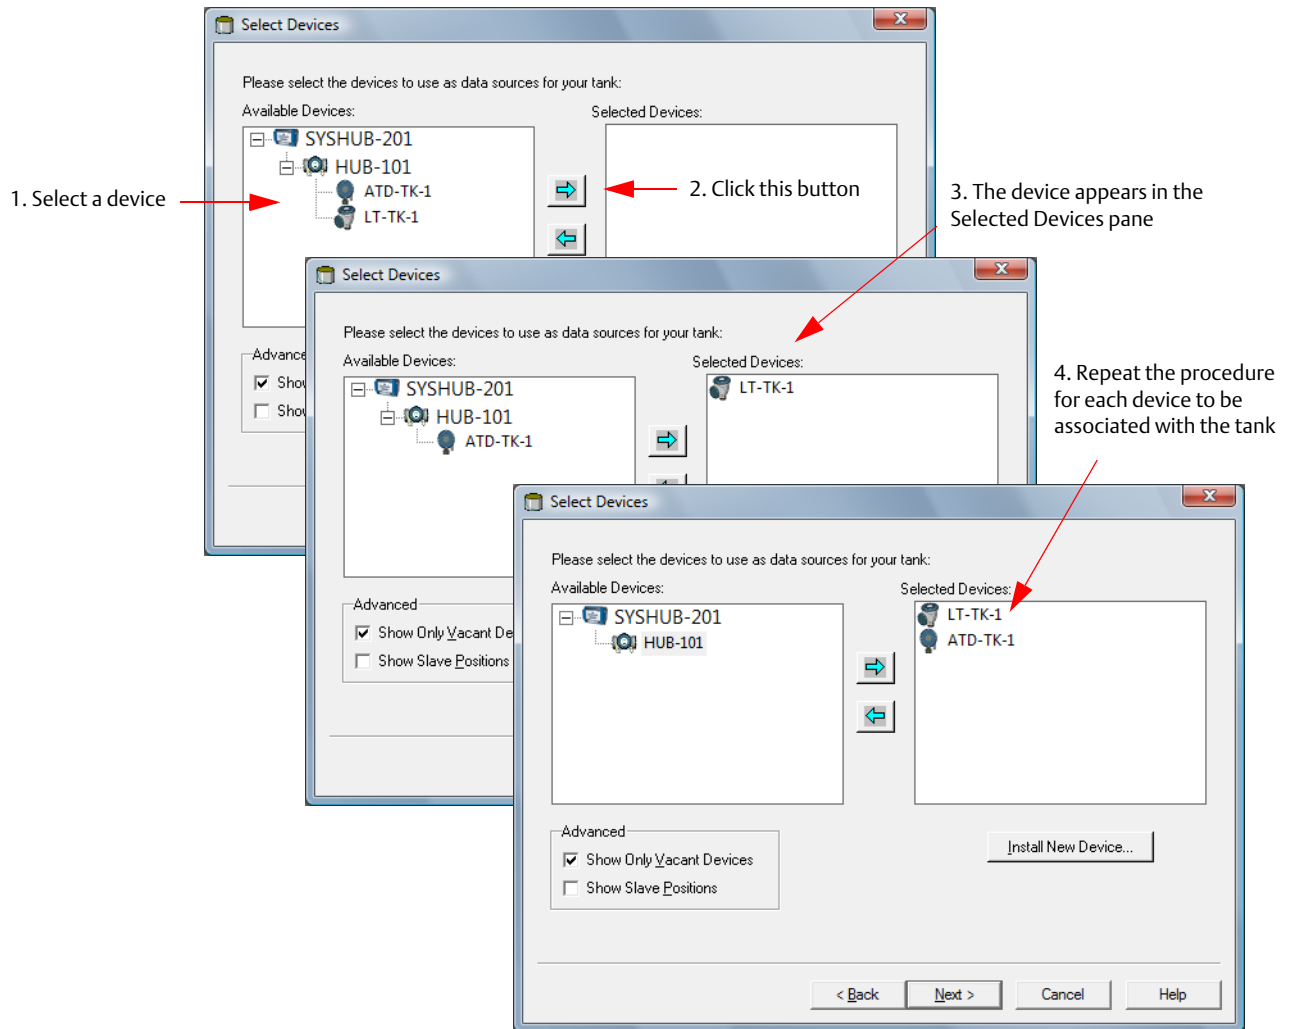 Select Devices
Please select the devices to use as data sources for your tank:
Available Devices:
Selected Devices:
SYSHUB-201
HUB-101
ATD-TK-1
LT-TK-1
1. Select a device
2. Click this button
3. The device appears in the
Selected Devices pane
Advance
Show
Show
Select Devices
Please select the devices to use as data sources for your tank:
Available Devices:
Selected Devices:
SYSHUB-201
HUB-101
ATD-TK-1
LT-TK-1
4. Repeat the procedure
for each device to be
associated with the tank
Advanced
Show Only Vacant De
Show Slave Positions
Select Devices
Please select the devices to use as data sources for your tank:
Available Devices:
Selected Devices:
SYSHUB-201
HUB-101
LT-TK-1
ATD-TK-1
Advanced
Show Only Vacant Devices
Show Slave Positions
Install New Device...
< Back
Next >
Cancel
Help